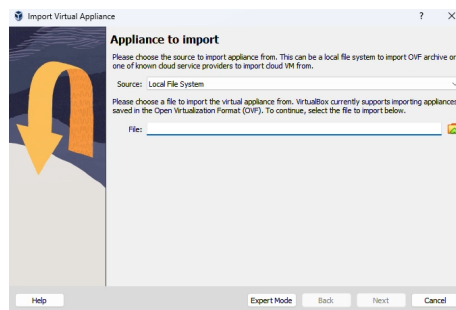 Import Virtual Appliance
Appliance to import
Please choose the source to import appliance from. This can be a local file system to import OVF archive or
one of known cloud service providers to import cloud VM from.
Source: Local File System
Please choose a file to import the virtual appliance from. VirtualBox currently supports importing appliances
saved in the Open Virtualization Format (OVF). To continue, select the file to import below.
File:
Help Expert Mode Back Next Cancel